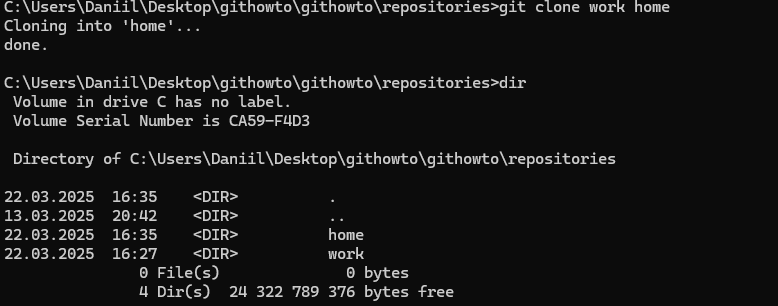 C:\Users\Daniil\Desktop\githowto\githowto\repositories>git clone work home
Cloning into 'home'...
done.
C:\Users\Daniil\Desktop\githowto\githowto\repositories>dir
 Volume in drive C has no label.
 Volume Serial Number is CA59-F4D3
 Directory of C:\Users\Daniil\Desktop\githowto\githowto\repositories
22.03.2025  16:35    <DIR>          .
13.03.2025  20:42    <DIR>          ..
22.03.2025  16:35    <DIR>          home
22.03.2025  16:27    <DIR>          work
               0 File(s)              0 bytes
               4 Dir(s)  24 322 789 376 bytes free